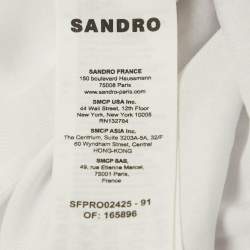 SANDRO
SANDRO FRANCE
150 boulevard Haussmann
75008 Paris
www.sandro-paris.com
SMCP USA Inc.
44 Wall Street, 12th Floor
New York, New York 10005
RN132784
SMCP ASIA Inc.
The Centrium, Suite 3203A-5A, 32/F
60 Wyndham Street, Central
HONG-KONG
SMCP SAS,
49, rue Etienne Marcel,
75001 Paris,
France
SFPRO02425 - 91
OF: 165896